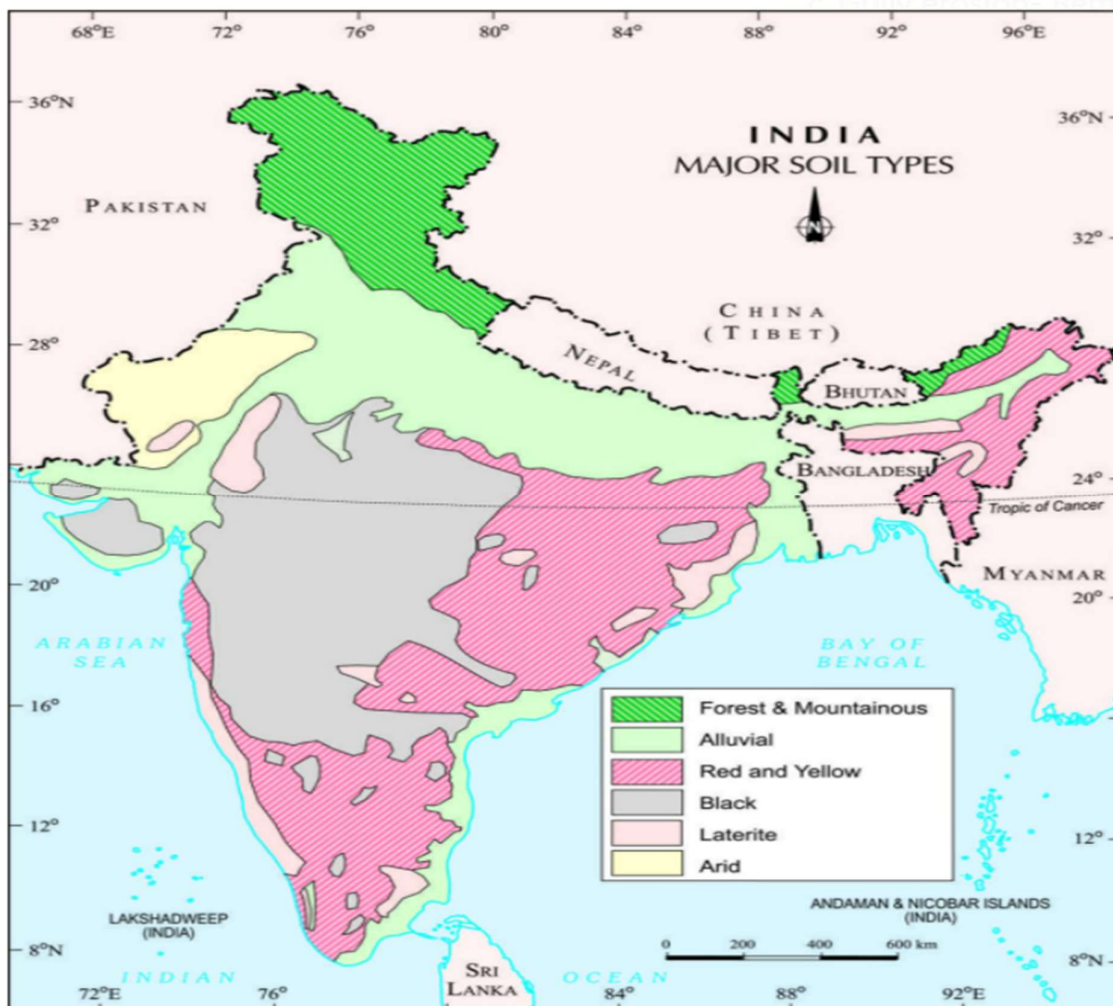 68°E 72° 76° 80° 84° 88° 92° 96°E
36°N
36°N
INDIA
MAJOR SOIL TYPES
N
PAKISTAN
32°
32°
CHINA
(TIBET)
NEPAL
28°
BHUTAN
BANGLADESH
24°
24°
Tropic of Cancer
MYANMAR
20°
20°
ARABIAN
SEA
BAY OF
BENGAL
16°
Forest & Mountainous
Alluvial
Red and Yellow
Black
Laterite
Arid
12°
12°
LAKSHADWEEP
(INDIA)
ANDAMAN & NICOBAR ISLANDS
(INDIA)
8°N
8°N
0 200 400 600 km
SRI
LANKA
INDIAN OCEAN
72°E 76° 84° 88° 92°E